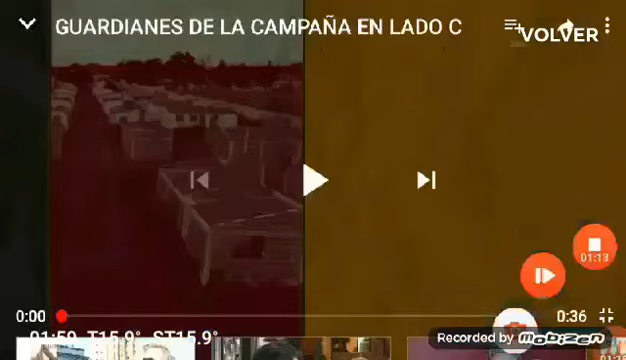 GUARDIANES DE LA CAMPAÑA EN LADO C
VOLVER
01:13
0:00
0:36
01:59 T15.9° ST15.9°
Recorded by mobizen